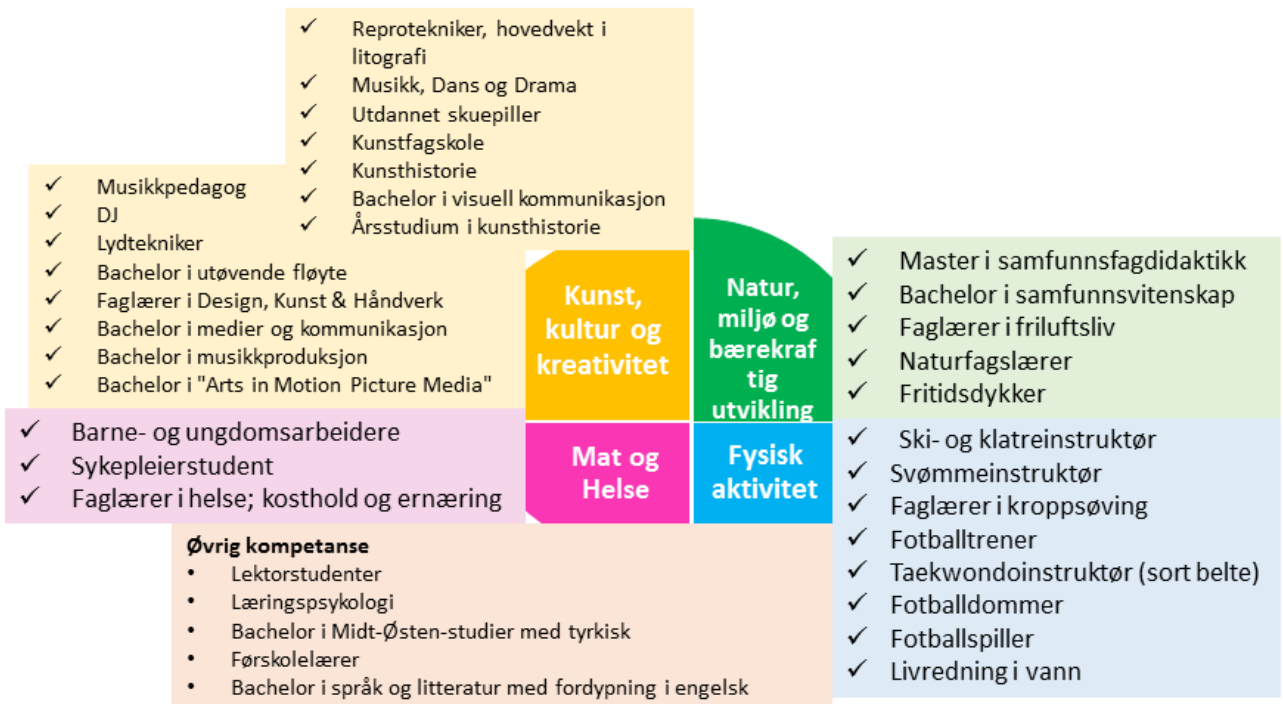 ✓ Reprotekniker, hovedvekt i
litografi
✓ Musikk, Dans og Drama
✓ Utdannet skuepiller
✓ Kunstfagskole
✓ Kunsthistorie
✓ Bachelor i visuell kommunikasjon
✓ Årsstudium i kunsthistorie
✓ Musikkpedagog
✓ DJ
✓ Lydtekniker
✓ Bachelor i utøvende fløyte
✓ Faglærer i Design, Kunst & Håndverk
✓ Bachelor i medier og kommunikasjon
✓ Bachelor i musikkproduksjon
✓ Bachelor i "Arts in Motion Picture Media"
Kunst,
kultur og
kreativitet
Natur,
miljø og
bærekraf
tig
utvikling
✓ Master i samfunnsfagdidaktikk
✓ Bachelor i samfunnsvitenskap
✓ Faglærer i friluftsliv
✓ Naturfagslærer
✓ Fritidsdykker
✓ Barne- og ungdomsarbeidere
✓ Sykepleierstudent
✓ Faglærer i helse; kosthold og ernæring
Mat og
Helse
Fysisk
aktivitet
✓ Ski- og klatreinstruktør
✓ Svømmeinstruktør
✓ Faglærer i kroppsøving
✓ Fotballtrener
✓ Taekwondoinstruktør (sort belte)
✓ Fotballdommer
✓ Fotballspiller
✓ Livredning i vann
Øvrig kompetanse
• Lektorstudenter
• Læringspsykologi
• Bachelor i Midt-Østen-studier med tyrkisk
• Førskolelærer
• Bachelor i språk og litteratur med fordypning i engelsk